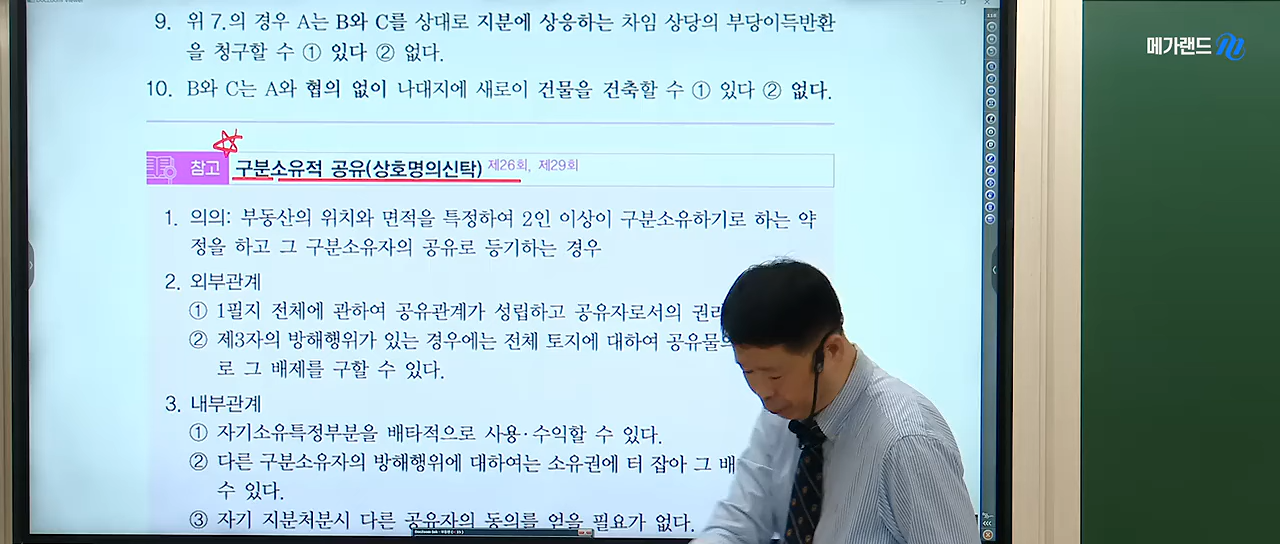 9. 위 7.의 경우 A는 B와 C를 상대로 지분에 상응하는 차임 상당의 부당이득반환
을 청구할 수 ① 있다 ② 없다.
10. B와 C는 A와 협의 없이 나대지에 새로이 건물을 건축할 수 ① 있다 ② 없다.
메가랜드
참고 구분소유적 공유(상호명의신탁) 제26회, 제29회
1. 의의: 부동산의 위치와 면적을 특정하여 2인 이상이 구분소유하기로 하는 약
정을 하고 그 구분소유자의 공유로 등기하는 경우
2. 외부관계
① 1필지 전체에 관하여 공유관계가 성립하고 공유자로서의
② 제3자의 방해행위가 있는 경우에는 전체 토지에 대하여
로 그 배제를 구할 수 있다.
3. 내부관계
① 자기소유특정부분을 배타적으로 사용·수익할 수 있다.
② 다른 구분소유자의 방해행위에 대하여는 소유권에 터 잡아 그 배
수 있다.
③ 자기 지분처분시 다른 공유자의 동의를 얻을 필요가 없다.